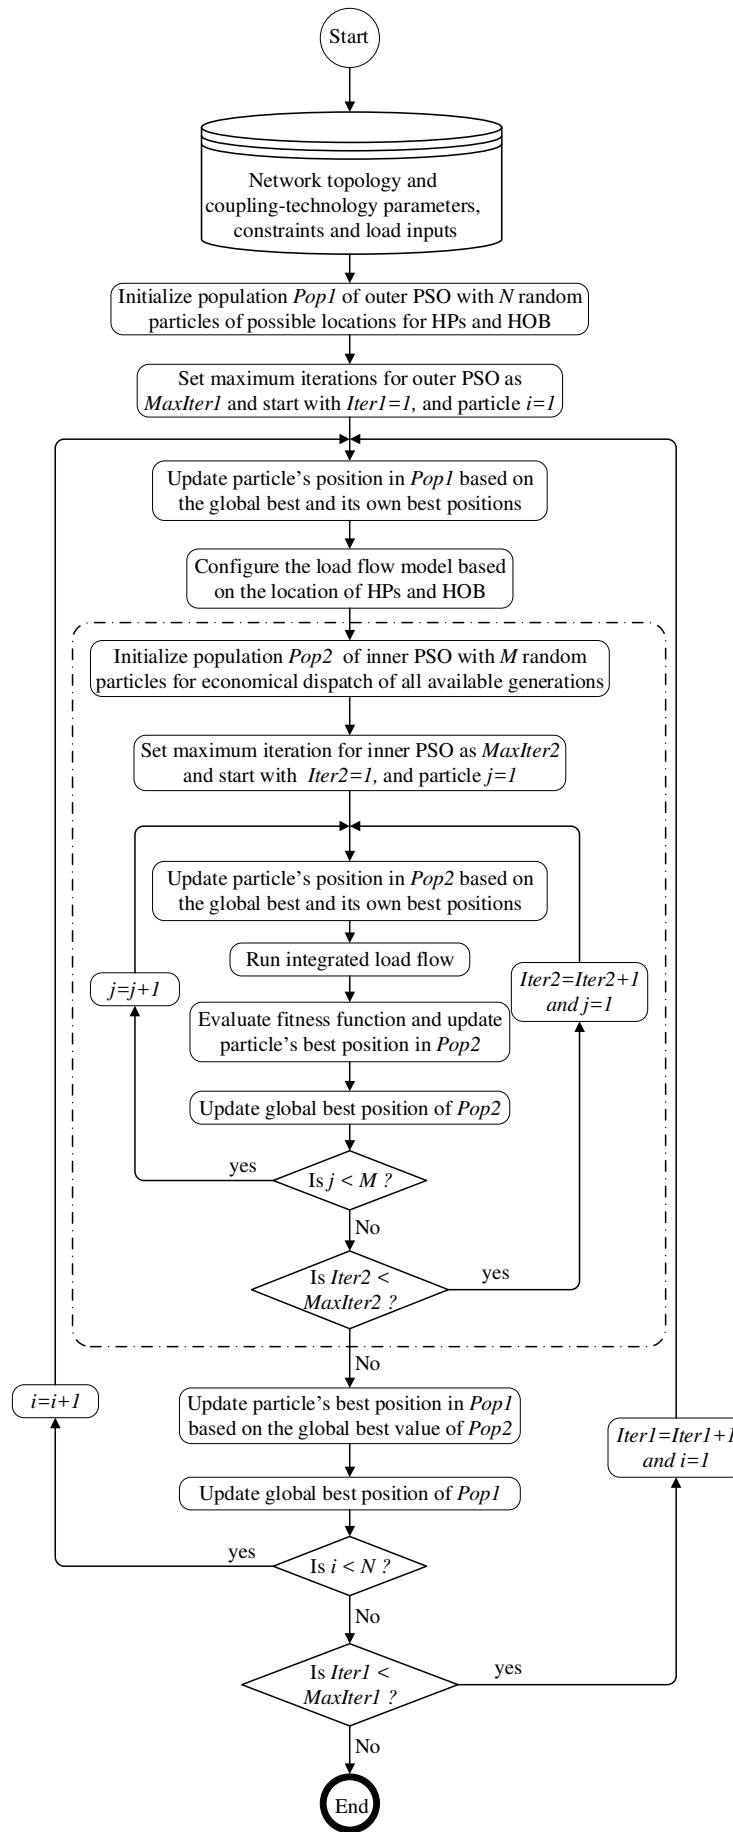 Start
Network topology and
coupling-technology parameters,
constraints and load inputs
Initialize population Pop1 of outer PSO with N random
particles of possible locations for HPs and HOB
Set maximum iterations for outer PSO as
MaxIter1 and start with Iter1=1, and particle i=1
Update particle’s position in Pop1 based on
the global best and its own best positions
Configure the load flow model based
on the location of HPs and HOB
Initialize population Pop2 of inner PSO with M random
particles for economical dispatch of all available generations
Set maximum iteration for inner PSO as MaxIter2
and start with Iter2=1, and particle j=1
Update particle’s position in Pop2 based on
the global best and its own best positions
Run integrated load flow
j=j+1
Iter2=Iter2+1
and j=1
Evaluate fitness function and update
particle’s best position in Pop2
Update global best position of Pop2
yes
Is j < M ?
No
Is Iter2 <
MaxIter2 ?
yes
No
i=i+1
Update particle’s best position in Pop1
based on the global best value of Pop2
Iter1=Iter1+1
and i=1
Update global best position of Pop1
yes
Is i < N ?
No
Is Iter1 <
MaxIter1 ?
yes
No
End